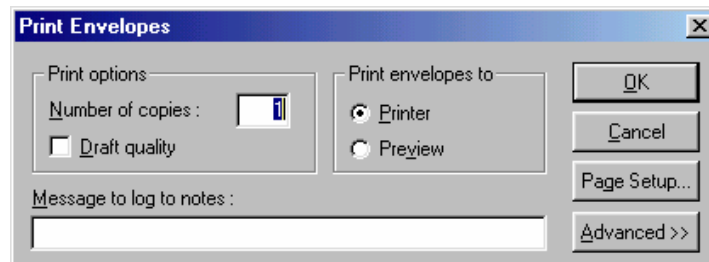 Print Envelopes
Print options
Number of copies : 1
Draft quality
Print envelopes to
Printer
Preview
Message to log to notes :
OK
Cancel
Page Setup...
Advanced >>